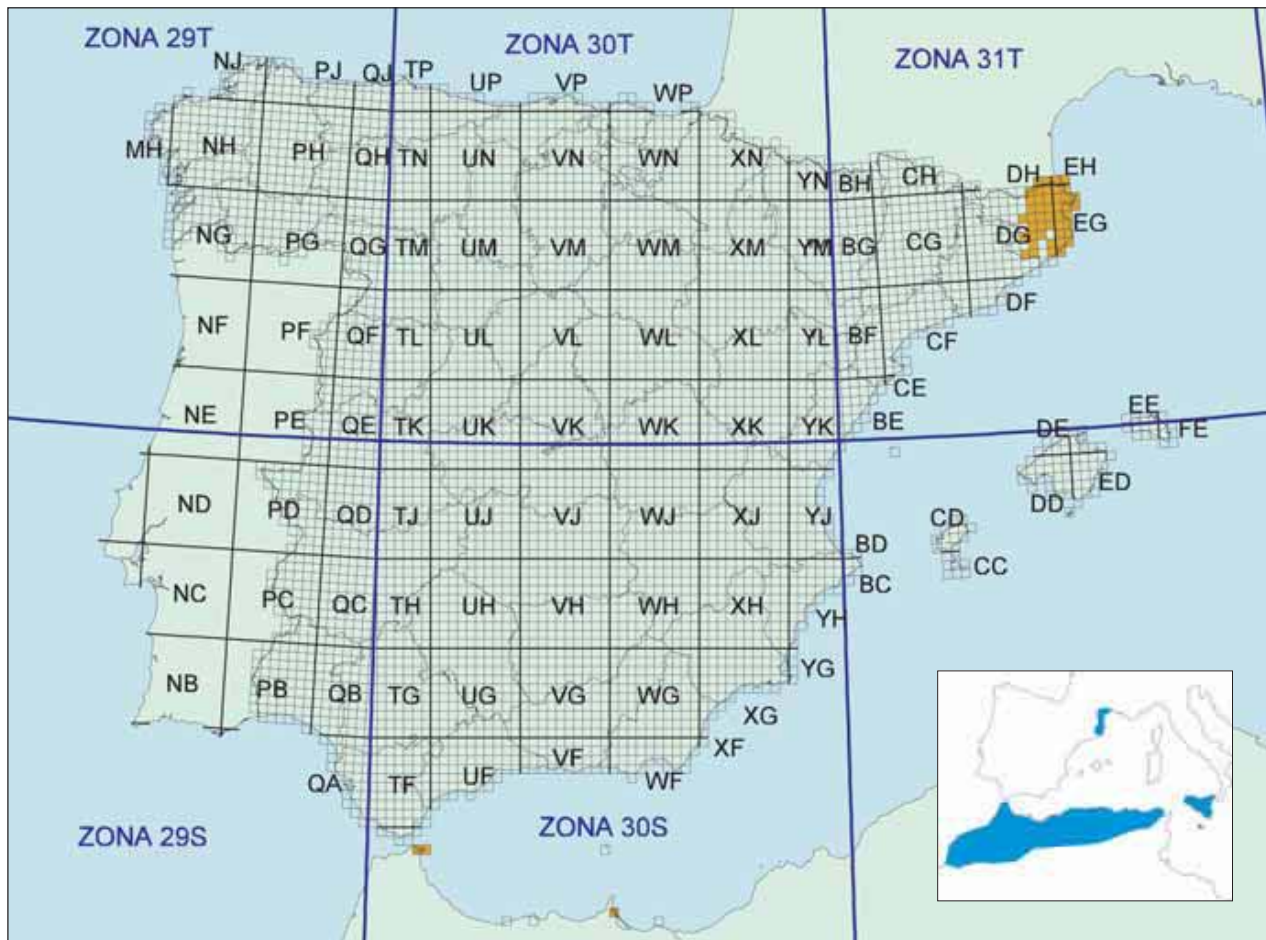 ZONA 29T
ZONA 30T
ZONA 31T
NJ PJ QJ TP UP VP WP
MH NH PH QH TN UN VN WN XN YN BH CH DH EH
NG PG QG TM UM VM WM XM YM BG CG DG EG
NF PF QF TL UL VL WL XL YL BF CF DF
NE PE QE TK UK VK WK XK YK BE CE DE EE FE
ND PD QD TJ UJ VJ WJ XJ YJ BD CD DD ED
NC PC QC TH UH VH WH XH YH BC CC
NB PB QB TG UG VG WG XG YG
QA TF UF VF WF XF
ZONA 29S
ZONA 30S